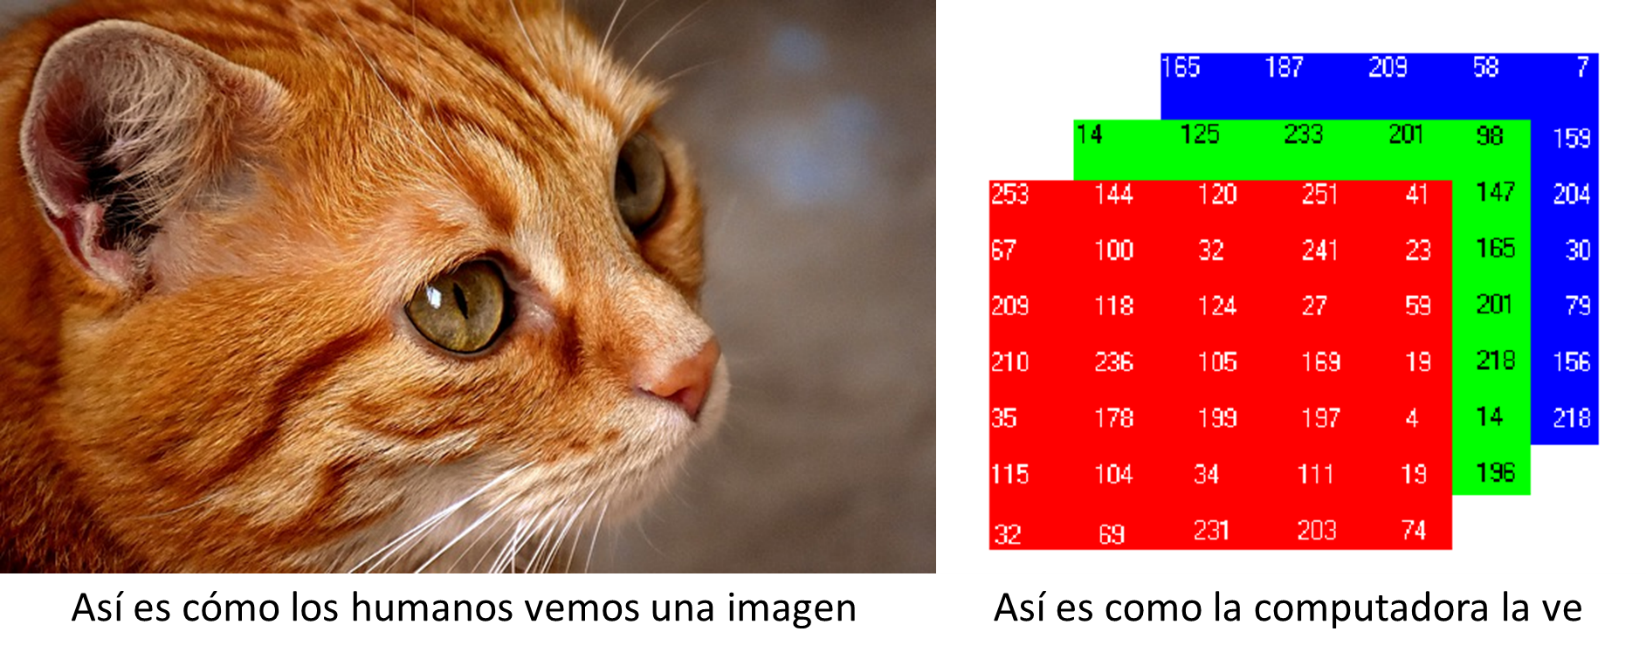 165 187 209 58 7
14 125 233 201 98 159
253 144 120 251 41 147 204
67 100 32 241 23 165 30
209 118 124 27 59 201 79
210 236 105 169 19 218 156
35 178 199 197 4 14 218
115 104 34 111 19 196
32 69 231 203 74
Así es cómo los humanos vemos una imagen
Así es como la computadora la ve